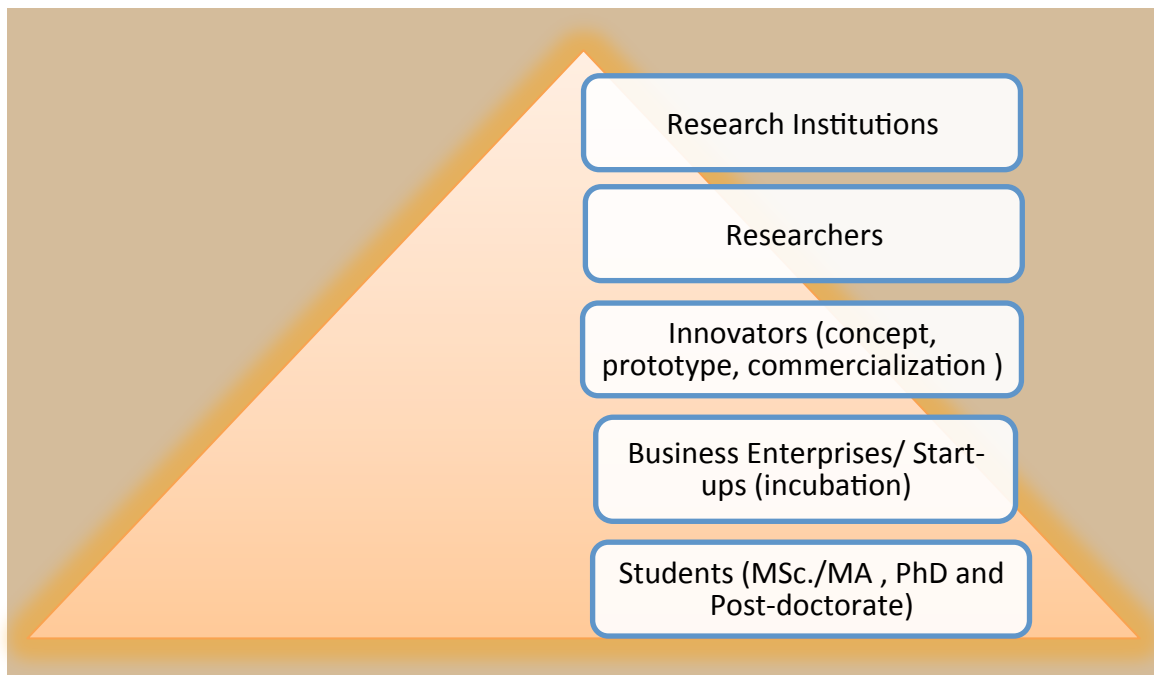 Research Institutions
Researchers
Innovators (concept,
prototype, commercialization )
Business Enterprises/ Start-
ups (incubation)
Students (MSc./MA , PhD and
Post-doctorate)